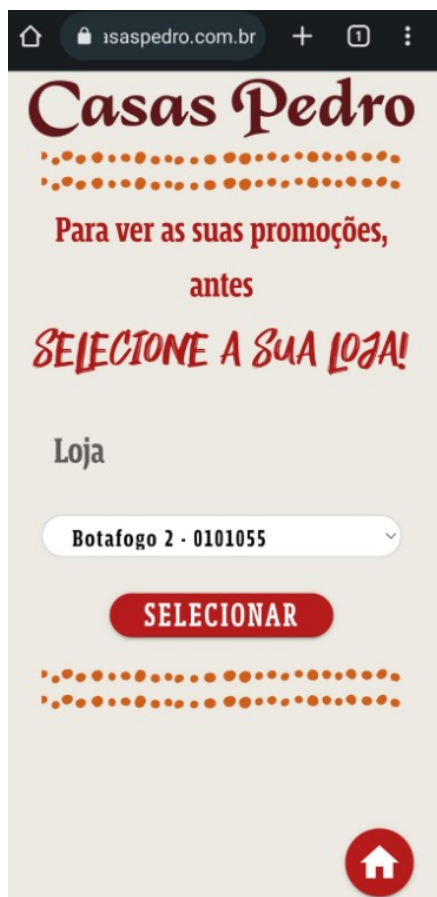 asaspedro.com.br
1
Casas Pedro
Para ver as suas promoções,
antes
SELECIONE A SUA LOJA!
Loja
Botafogo 2 - 0101055
SELECIONAR